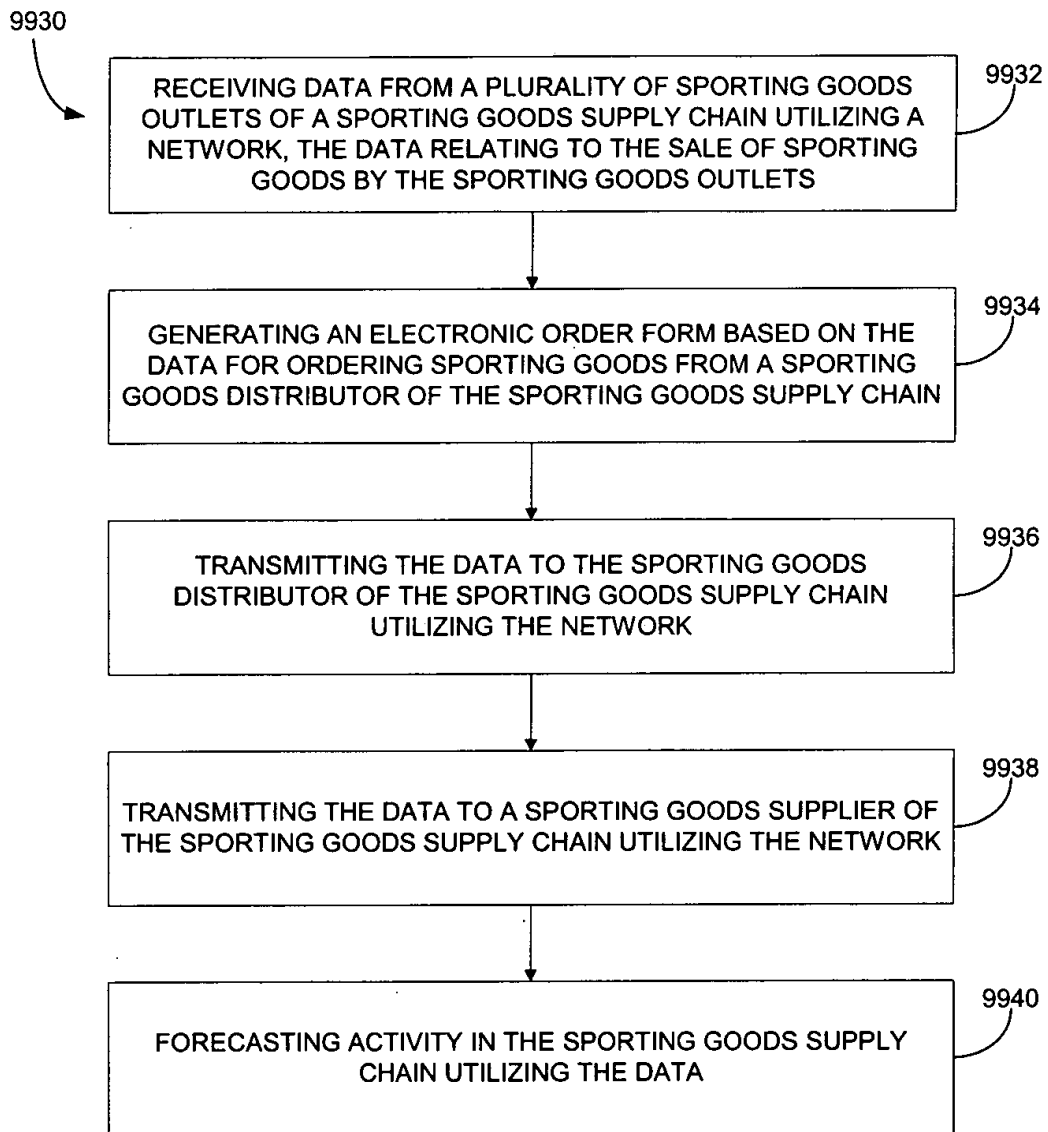 9930
RECEIVING DATA FROM A PLURALITY OF SPORTING GOODS
OUTLETS OF A SPORTING GOODS SUPPLY CHAIN UTILIZING A
NETWORK, THE DATA RELATING TO THE SALE OF SPORTING
GOODS BY THE SPORTING GOODS OUTLETS
9932
GENERATING AN ELECTRONIC ORDER FORM BASED ON THE
DATA FOR ORDERING SPORTING GOODS FROM A SPORTING
GOODS DISTRIBUTOR OF THE SPORTING GOODS SUPPLY CHAIN
9934
TRANSMITTING THE DATA TO THE SPORTING GOODS
DISTRIBUTOR OF THE SPORTING GOODS SUPPLY CHAIN
UTILIZING THE NETWORK
9936
TRANSMITTING THE DATA TO A SPORTING GOODS SUPPLIER OF
THE SPORTING GOODS SUPPLY CHAIN UTILIZING THE NETWORK
9938
FORECASTING ACTIVITY IN THE SPORTING GOODS SUPPLY
CHAIN UTILIZING THE DATA
9940